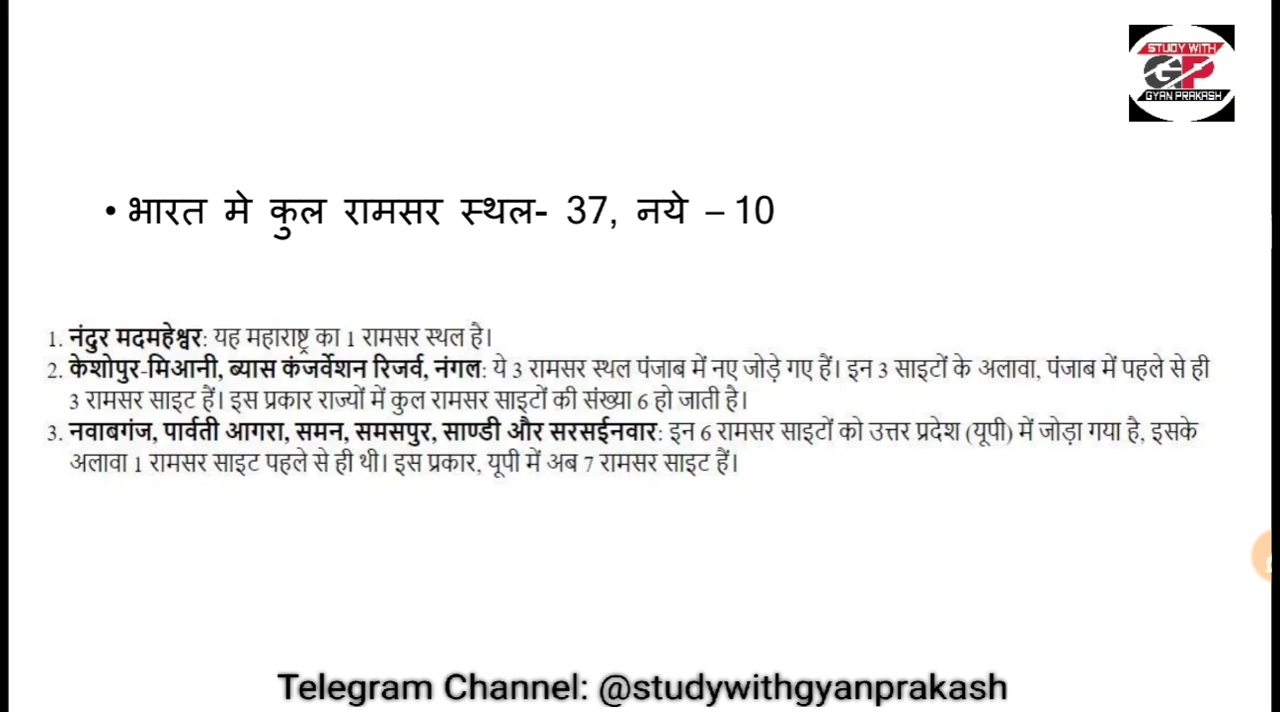 STUDY WITH
GP
GYAN PRAKASH
• भारत मे कुल रामसर स्थल- 37, नये – 10
1. नंदुर मदमहेश्वर: यह महाराष्ट्र का 1 रामसर स्थल है।
2. केशोपुर-मिआनी, ब्यास कंजर्वेशन रिजर्व, नंगल: ये 3 रामसर स्थल पंजाब में नए जोड़े गए हैं। इन 3 साइटों के अलावा, पंजाब में पहले से ही
3 रामसर साइट हैं। इस प्रकार राज्यों में कुल रामसर साइटों की संख्या 6 हो जाती है।
3. नवाबगंज, पार्वती आगरा, समन, समसपुर, साण्डी और सरसईनवार: इन 6 रामसर साइटों को उत्तर प्रदेश (यूपी) में जोड़ा गया है, इसके
अलावा 1 रामसर साइट पहले से ही थी। इस प्रकार, यूपी में अब 7 रामसर साइट हैं।
Telegram Channel: @studywithgyanprakash